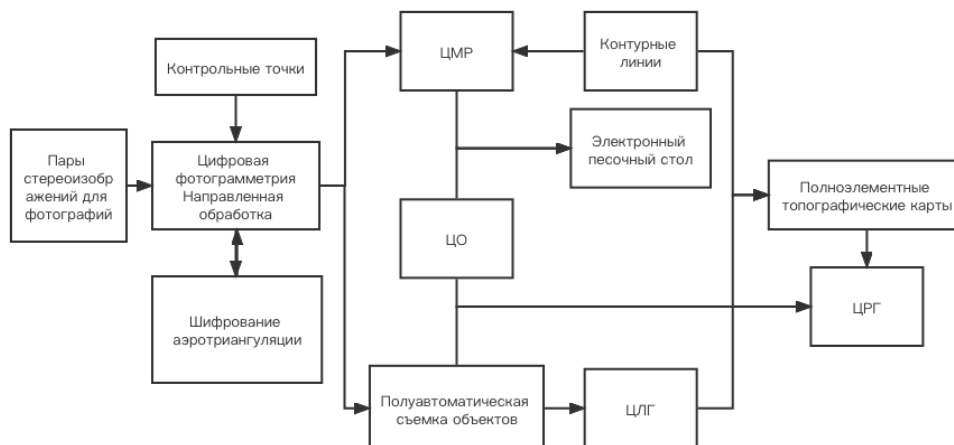 ЦМР
Контурные
линии
Контрольные точки
Электронный
песочный стол
Пары
стереоизобр
ажений для
фотографий
Цифровая
фотограмметрия
Направленная
обработка
Полноэлементные
топографические карты
ЦО
Шифрование
аэротриангуляции
ЦРГ
Полуавтоматическая
съемка объектов
ЦЛГ